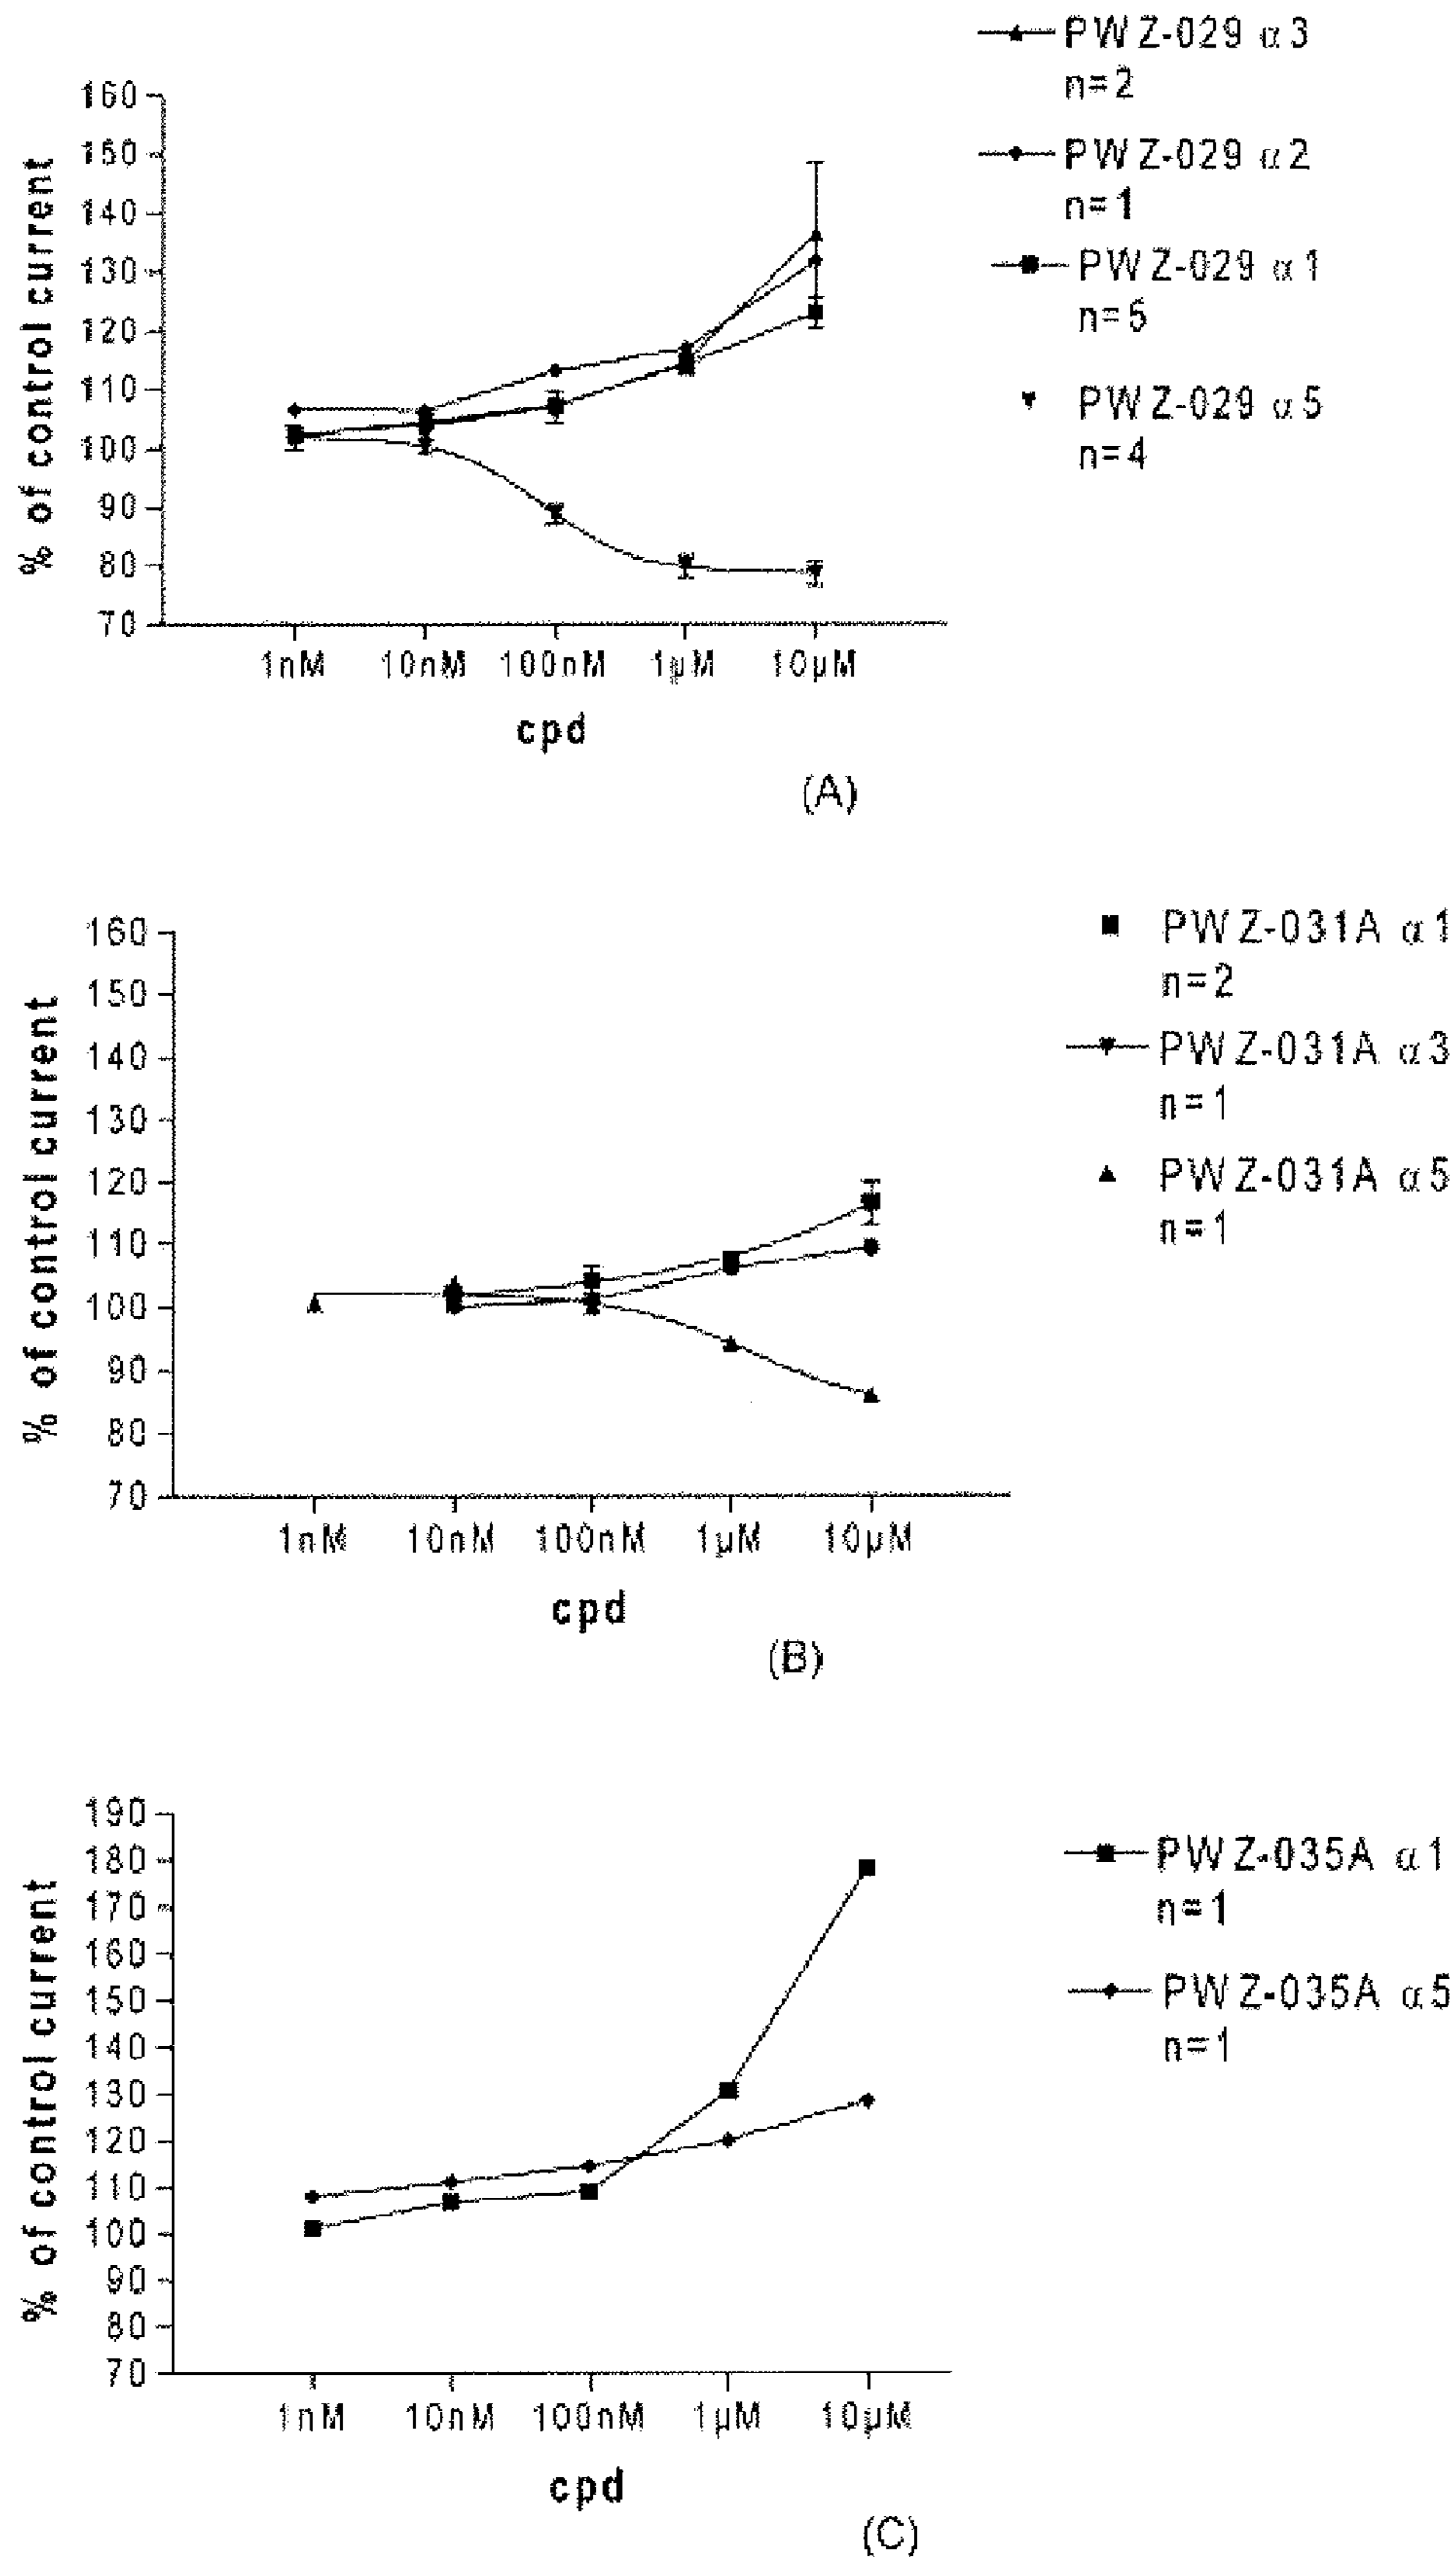 PWZ-029 α3
n=2
PWZ-029 α2
n=1
PWZ-029 α1
n=5
PWZ-029 α5
n=4
% of control current
160
150
140
130
120
110
100
90
80
70
1nM 10nM 100nM 1µM 10µM
cpd
(A)
PWZ-031A α1
n=2
PWZ-031A α3
n=1
PWZ-031A α5
n=1
% of control current
160
150
140
130
120
110
100
90
80
70
1nM 10nM 100nM 1µM 10µM
cpd
(B)
PWZ-035A α1
n=1
PWZ-035A α5
n=1
% of control current
190
180
170
160
150
140
130
120
110
100
90
80
70
1nM 10nM 100nM 1µM 10µM
cpd
(C)